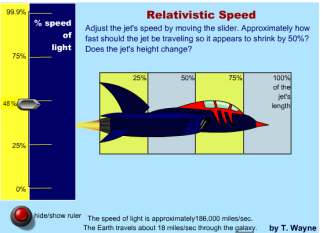 Relativistic Speed
99.9%
% speed
of
light
Adjust the jet's speed by moving the slider. Approximately how
fast should the jet be traveling so it appears to shrink by 50%?
Does the jet's height change?
75%
25%
50%
75%
100%
of the
jet's
length
48%
25%
0%
hide/show ruler
The speed of light is approximately186,000 miles/sec.
The Earth travels about 18 miles/sec through the galaxy.
by T. Wayne